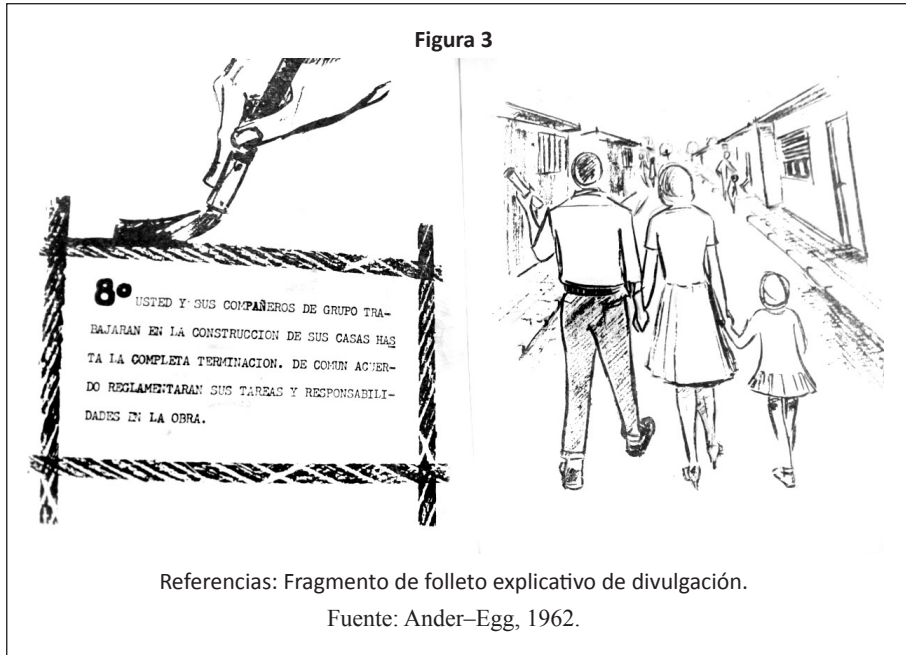 Figura 3
8º USTED Y SUS COMPAÑEROS DE GRUPO TRA-
BAJARAN EN LA CONSTRUCCION DE SUS CASAS HAS
TA LA COMPLETA TERMINACION. DE COMUN ACUER-
DO REGLAMENTARAN SUS TAREAS Y RESPONSABILI-
DADES EN LA OBRA.
Referencias: Fragmento de folleto explicativo de divulgación.
Fuente: Ander–Egg, 1962.